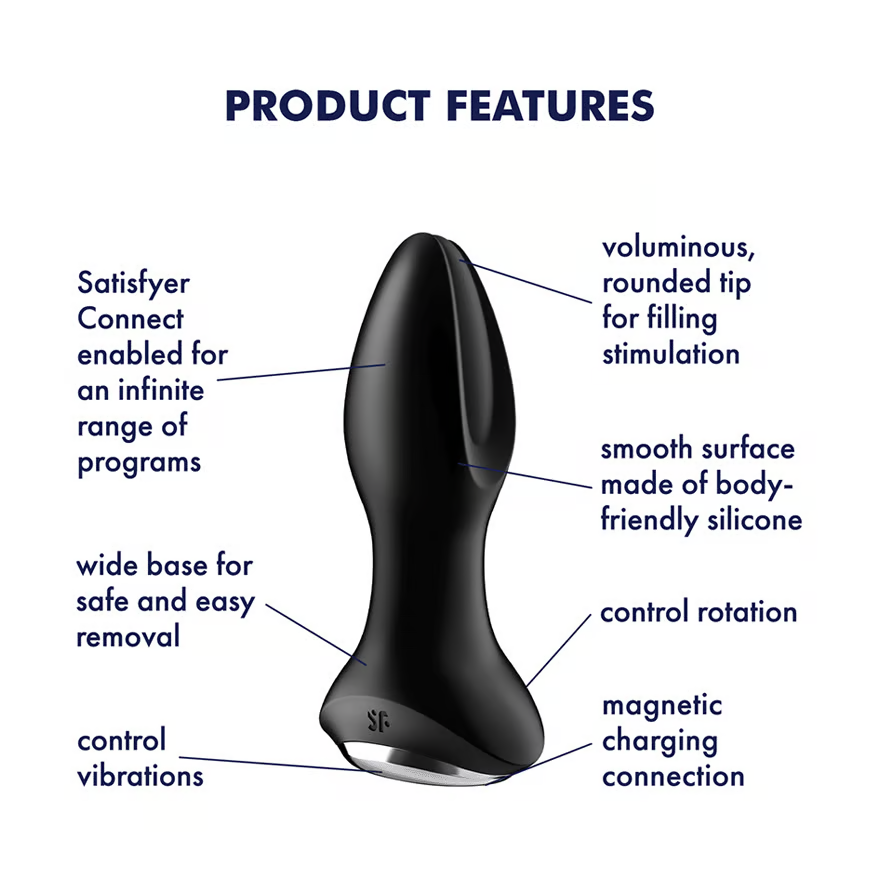 PRODUCT FEATURES
Satisfyer
Connect
enabled for
an infinite
range of
programs
voluminous,
rounded tip
for filling
stimulation
smooth surface
made of body-
friendly silicone
wide base for
safe and easy
removal
control rotation
SF
control
vibrations
magnetic
charging
connection